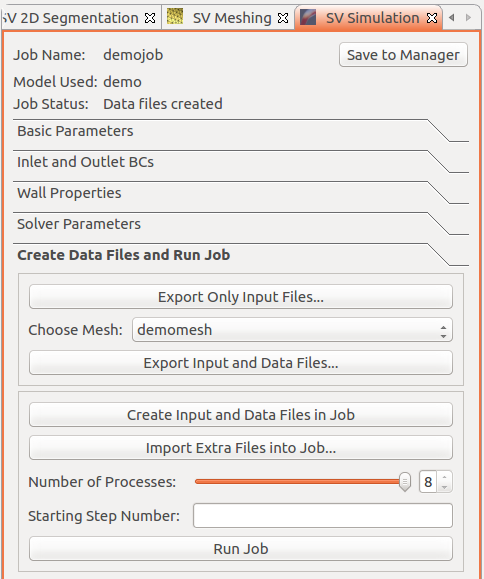 SV 2D Segmentation SV Meshing SV Simulation
Job Name: demojob Save to Manager
Model Used: demo
Job Status: Data files created
Basic Parameters
Inlet and Outlet BCs
Wall Properties
Solver Parameters
Create Data Files and Run Job
Export Only Input Files...
Choose Mesh: demomesh
Export Input and Data Files...
Create Input and Data Files in Job
Import Extra Files into Job...
Number of Processes: 8
Starting Step Number:
Run Job